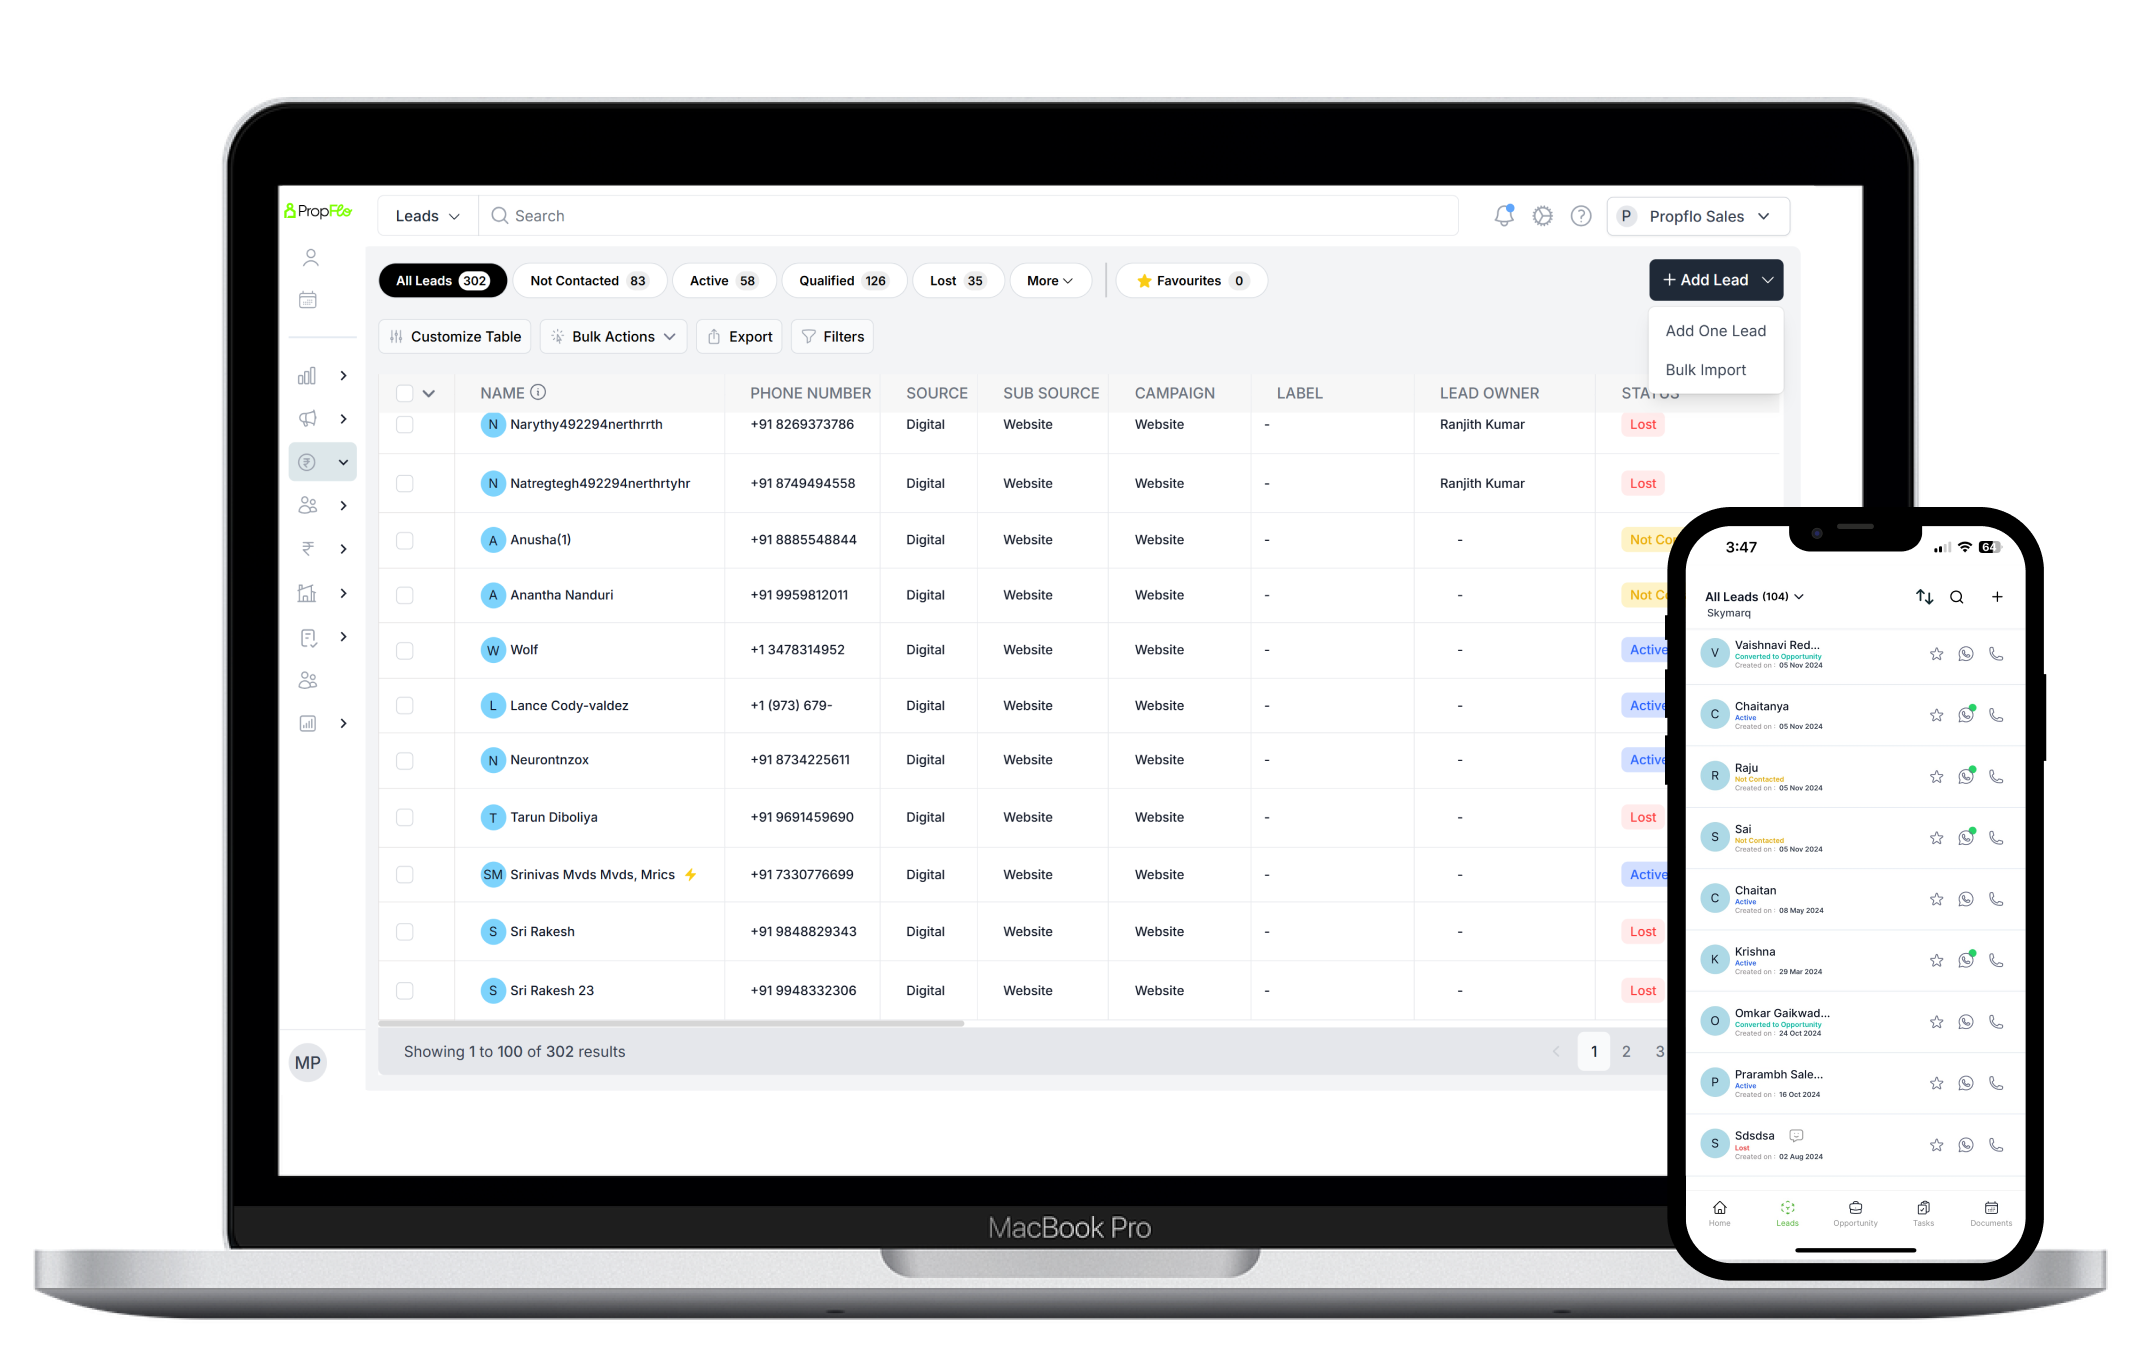 PropFlo
Leads Search P Propflo Sales
All Leads 302 Not Contacted 83 Active 58 Qualified 126 Lost 35 More Favourites 0 + Add Lead
Customize Table Bulk Actions Export Filters
Add One Lead
Bulk Import
NAME PHONE NUMBER SOURCE SUB SOURCE CAMPAIGN LABEL LEAD OWNER STATUS
N Narythy492294nerthrrth +91 8269373786 Digital Website Website - Ranjith Kumar Lost
N Natregtegh492294nerthrtyhr +91 8749494558 Digital Website Website - Ranjith Kumar Lost
A Anusha(1) +91 8885548844 Digital Website Website - - Not Co
A Anantha Nanduri +91 9959812011 Digital Website Website - - Not Co
W Wolf +1 3478314952 Digital Website Website - - Active
L Lance Cody-valdez +1 (973) 679- Digital Website Website - - Active
N Neurontnzox +91 8734225611 Digital Website Website - - Active
T Tarun Diboliya +91 9691459690 Digital Website Website - - Lost
SM Srinivas Mvds Mvds, Mrics +91 7330776699 Digital Website Website - - Active
S Sri Rakesh +91 9848829343 Digital Website Website - - Lost
S Sri Rakesh 23 +91 9948332306 Digital Website Website - - Lost
MP
Showing 1 to 100 of 302 results 1 2 3
MacBook Pro
3:47 64
All Leads (104)
Skymarq
V Vaishnavi Red...
Converted to Opportunity
Created on : 05 Nov 2024
C Chaitanya
Active
Created on : 05 Nov 2024
R Raju
Not Contacted
Created on : 05 Nov 2024
S Sai
Not Contacted
Created on : 05 Nov 2024
C Chaitan
Active
Created on : 08 May 2024
K Krishna
Active
Created on : 29 Mar 2024
O Omkar Gaikwad...
Converted to Opportunity
Created on : 24 Oct 2024
P Prarambh Sale...
Active
Created on : 16 Oct 2024
S Sdsdsa
Lost
Created on : 02 Aug 2024
Home Leads Opportunity Tasks Documents